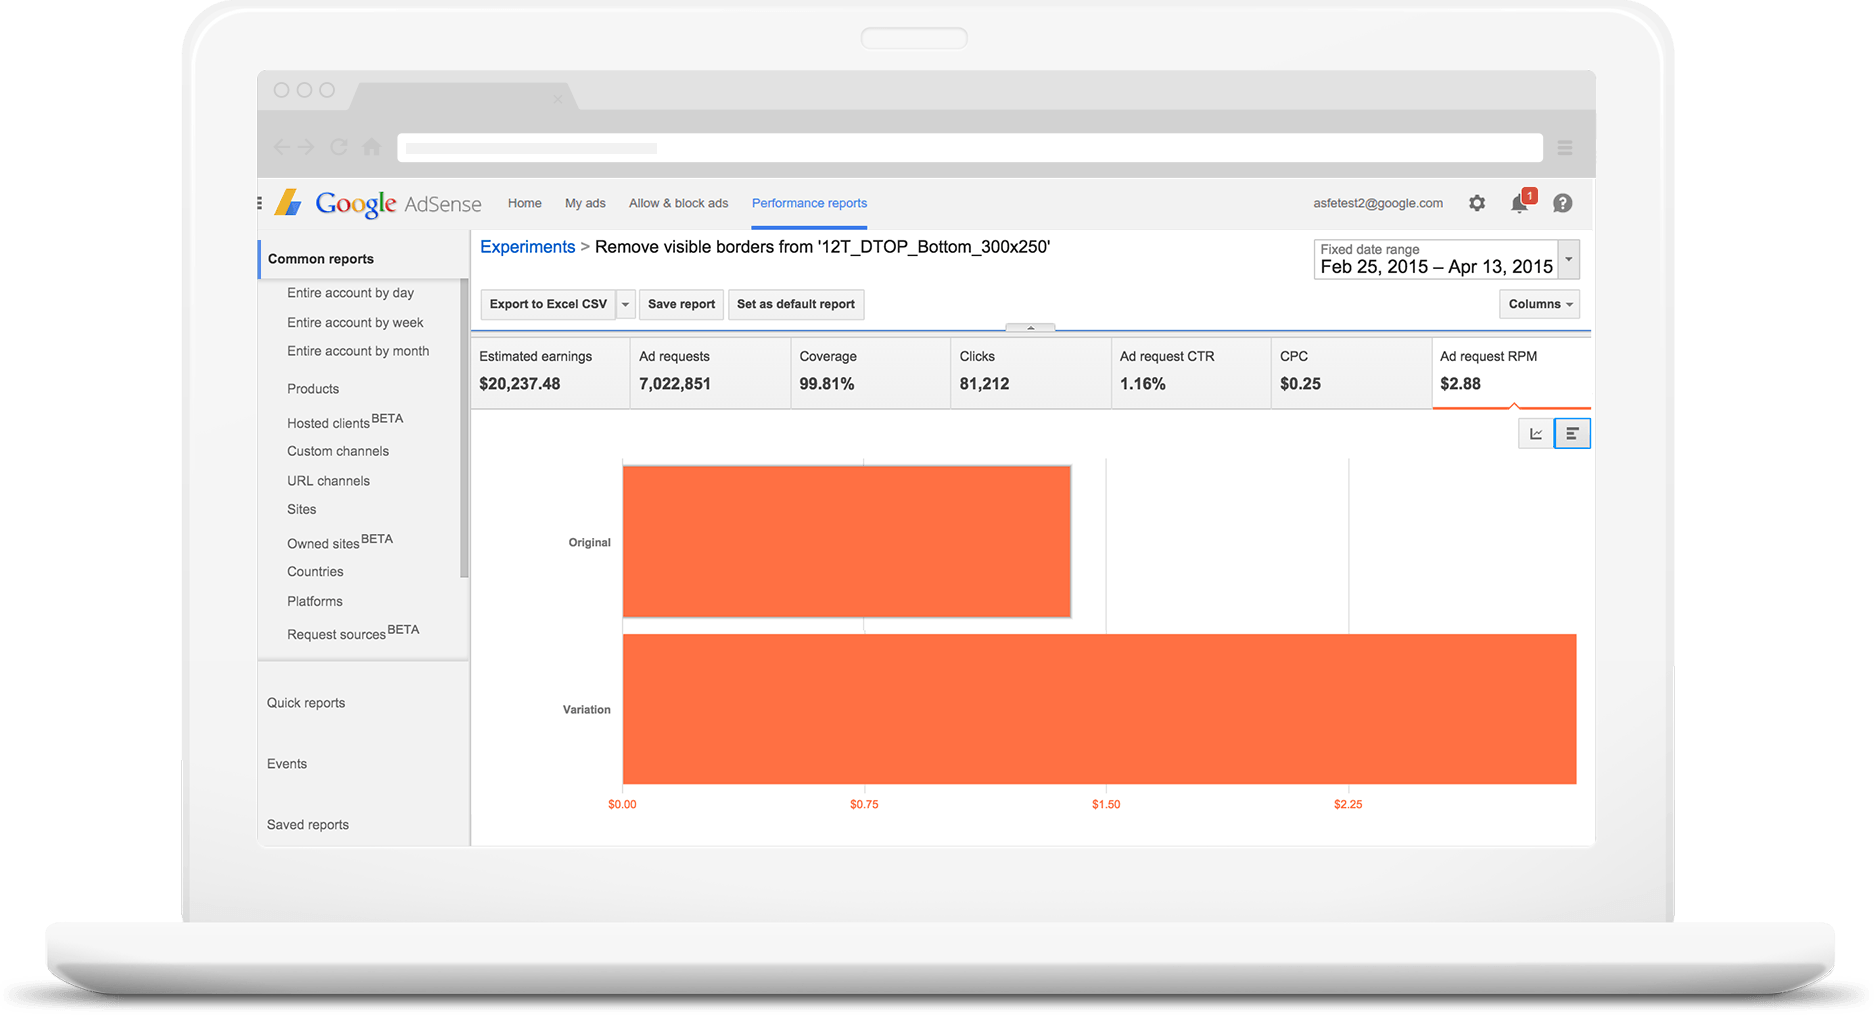 Google AdSense Home My ads Allow & block ads Performance reports asfetest2@google.com 1 ?
Common reports
Entire account by day
Entire account by week
Entire account by month
Products
Hosted clients BETA
Custom channels
URL channels
Sites
Owned sites BETA
Countries
Platforms
Request sources BETA
Quick reports
Events
Saved reports
Experiments > Remove visible borders from '12T_DTOP_Bottom_300x250'
Fixed date range
Feb 25, 2015 – Apr 13, 2015
Export to Excel CSV Save report Set as default report Columns
Estimated earnings Ad requests Coverage Clicks Ad request CTR CPC Ad request RPM
$20,237.48 7,022,851 99.81% 81,212 1.16% $0.25 $2.88
Original
Variation
$0.00 $0.75 $1.50 $2.25